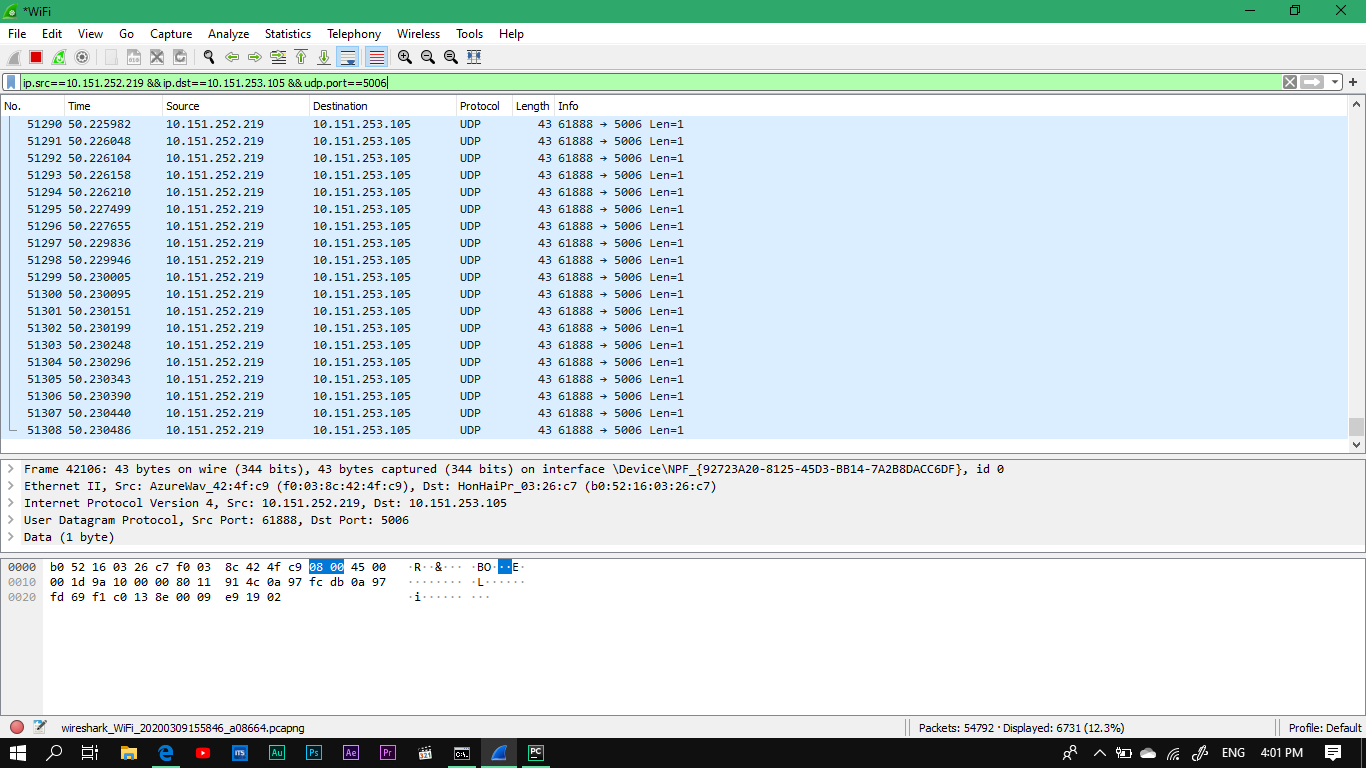 *WiFi
File Edit View Go Capture Analyze Statistics Telephony Wireless Tools Help
ip.src==10.151.252.219 && ip.dst==10.151.253.105 && udp.port==5006
No. Time Source Destination Protocol Length Info
51290 50.225982 10.151.252.219 10.151.253.105 UDP 43 61888 → 5006 Len=1
51291 50.226048 10.151.252.219 10.151.253.105 UDP 43 61888 → 5006 Len=1
51292 50.226104 10.151.252.219 10.151.253.105 UDP 43 61888 → 5006 Len=1
51293 50.226158 10.151.252.219 10.151.253.105 UDP 43 61888 → 5006 Len=1
51294 50.226210 10.151.252.219 10.151.253.105 UDP 43 61888 → 5006 Len=1
51295 50.227499 10.151.252.219 10.151.253.105 UDP 43 61888 → 5006 Len=1
51296 50.227655 10.151.252.219 10.151.253.105 UDP 43 61888 → 5006 Len=1
51297 50.229836 10.151.252.219 10.151.253.105 UDP 43 61888 → 5006 Len=1
51298 50.229946 10.151.252.219 10.151.253.105 UDP 43 61888 → 5006 Len=1
51299 50.230005 10.151.252.219 10.151.253.105 UDP 43 61888 → 5006 Len=1
51300 50.230095 10.151.252.219 10.151.253.105 UDP 43 61888 → 5006 Len=1
51301 50.230151 10.151.252.219 10.151.253.105 UDP 43 61888 → 5006 Len=1
51302 50.230199 10.151.252.219 10.151.253.105 UDP 43 61888 → 5006 Len=1
51303 50.230248 10.151.252.219 10.151.253.105 UDP 43 61888 → 5006 Len=1
51304 50.230296 10.151.252.219 10.151.253.105 UDP 43 61888 → 5006 Len=1
51305 50.230343 10.151.252.219 10.151.253.105 UDP 43 61888 → 5006 Len=1
51306 50.230390 10.151.252.219 10.151.253.105 UDP 43 61888 → 5006 Len=1
51307 50.230440 10.151.252.219 10.151.253.105 UDP 43 61888 → 5006 Len=1
51308 50.230486 10.151.252.219 10.151.253.105 UDP 43 61888 → 5006 Len=1
Frame 42106: 43 bytes on wire (344 bits), 43 bytes captured (344 bits) on interface \Device\NPF_{92723A20-8125-45D3-BB14-7A2B8DACC6DF}, id 0
Ethernet II, Src: AzureWav_42:4f:c9 (f0:03:8c:42:4f:c9), Dst: HonHaiPr_03:26:c7 (b0:52:16:03:26:c7)
Internet Protocol Version 4, Src: 10.151.252.219, Dst: 10.151.253.105
User Datagram Protocol, Src Port: 61888, Dst Port: 5006
Data (1 byte)
0000 b0 52 16 03 26 c7 f0 03 8c 42 4f c9 08 00 45 00 ·R··&··· ·BO···E·
0010 00 1d 9a 10 00 00 80 11 91 4c 0a 97 fc db 0a 97 ········ ·L······
0020 fd 69 f1 c0 13 8e 00 09 e9 19 02 ·i······ ···
wireshark_WiFi_20200309155846_a08664.pcapng Packets: 54792 · Displayed: 6731 (12.3%) Profile: Default
ITS Au Ps Ae Pr C:\. PC ENG 4:01 PM